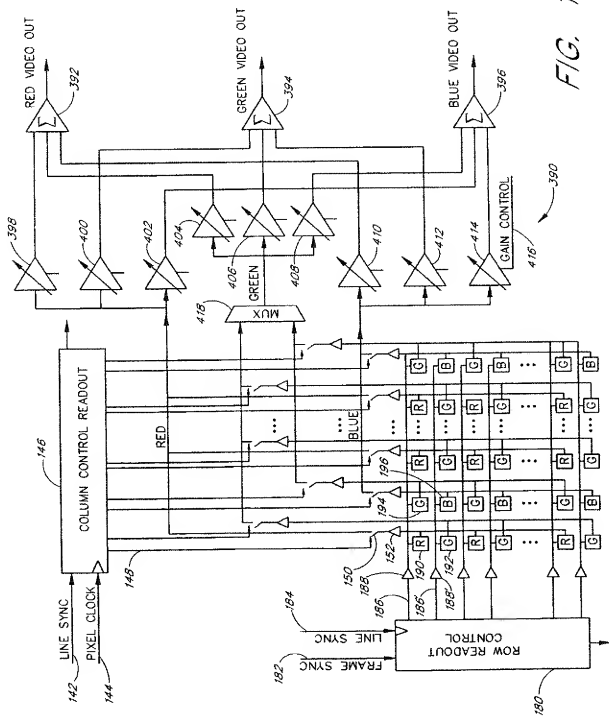 RED VIDEO OUT
392
GREEN VIDEO OUT
394
BLUE VIDEO OUT
396
FIG.
Σ
Σ
Σ
398
400
402
404
406
408
410
412
414
GAIN CONTROL
416
390
GREEN
418
MUX
146
COLUMN CONTROL READOUT
LINE SYNC
142
PIXEL CLOCK
144
RED
BLUE
148
150
152
... ...
196
194
190
192
188
186
186
188
R G R ... R G
G B G ... G B
R G R ... R G
G B G ... G B
... ... ... ... ...
R G R ... R G
G B G ... G B
184
LINE SYNC
182
FRAME SYNC
ROW READOUT
CONTROL
180